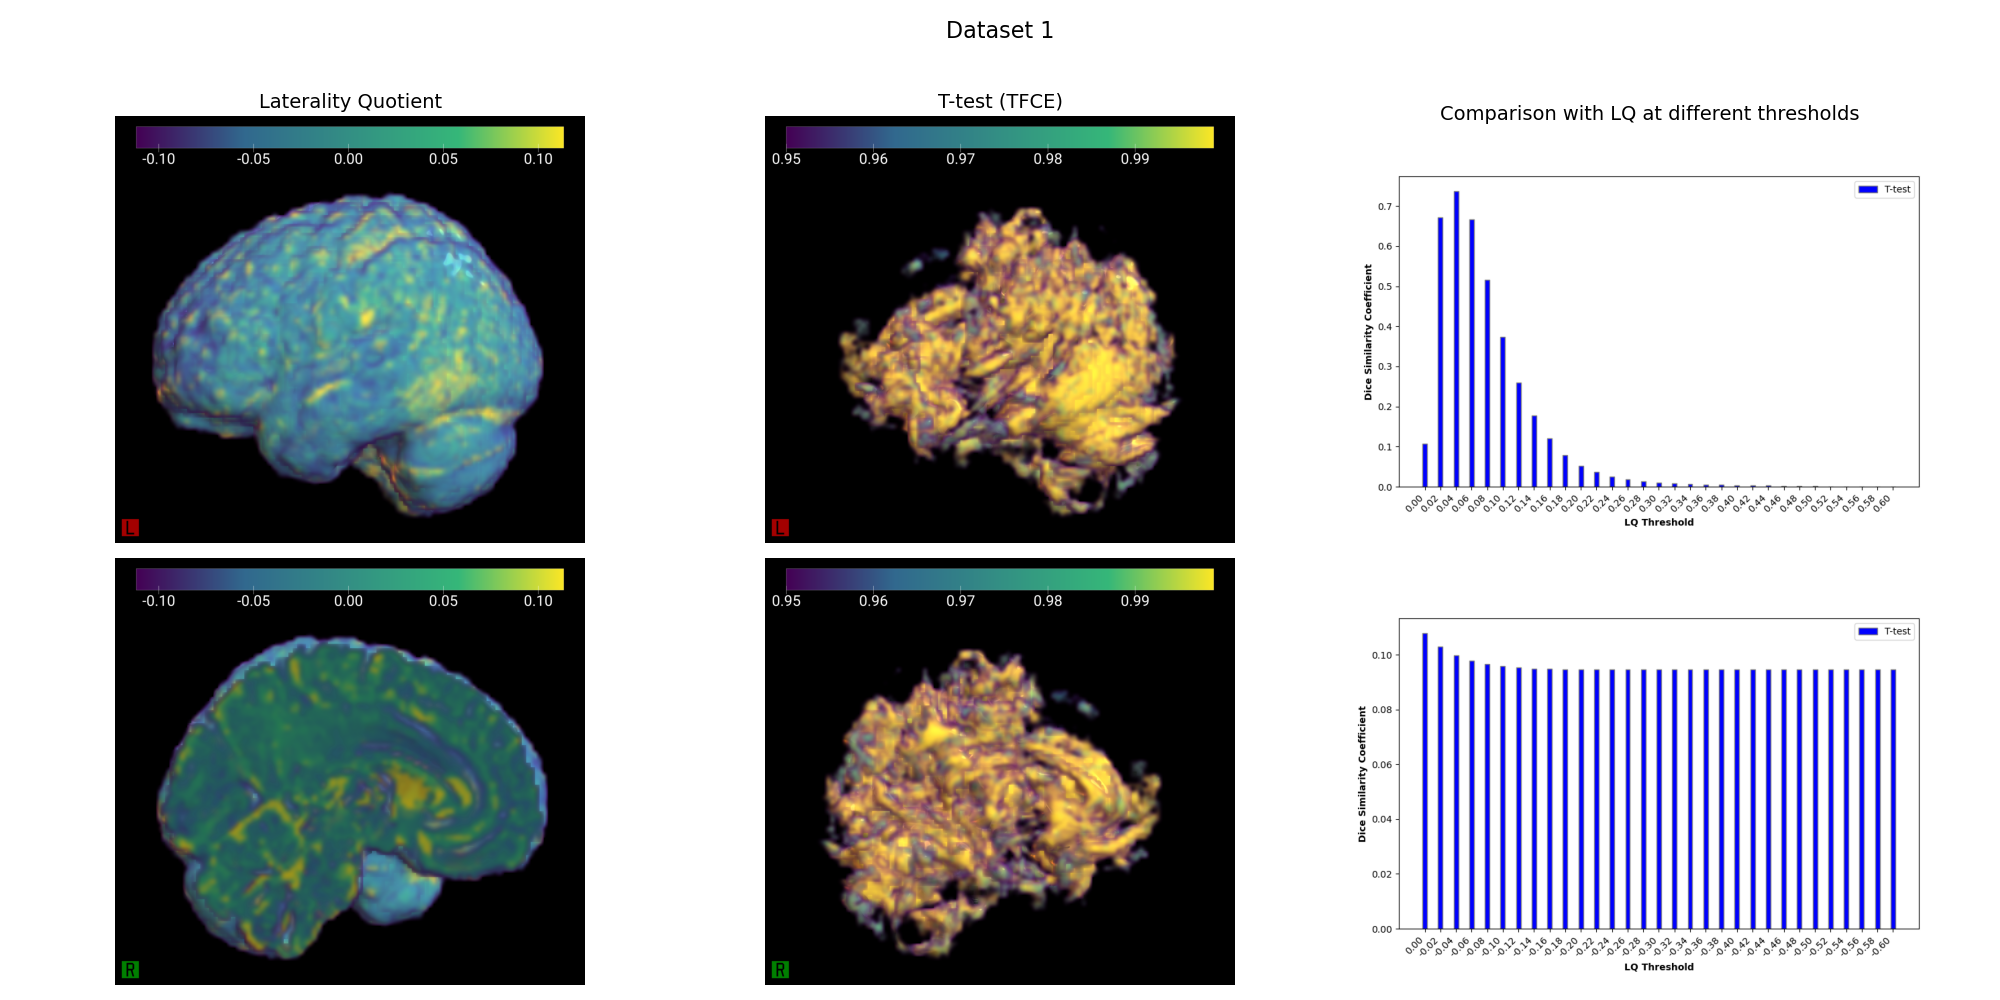 Dataset 1
Laterality Quotient
T-test (TFCE)
Comparison with LQ at different thresholds
-0.10 -0.05 0.00 0.05 0.10
L
0.95 0.96 0.97 0.98 0.99
L
T-test
Dice Similarity Coefficient
0.7
0.6
0.5
0.4
0.3
0.2
0.1
0.0
0.00 0.02 0.04 0.06 0.08 0.10 0.12 0.14 0.16 0.18 0.20 0.22 0.24 0.26 0.28 0.30 0.32 0.34 0.36 0.38 0.40 0.42 0.44 0.46 0.48 0.50 0.52 0.54 0.56 0.58 0.60
LQ Threshold
-0.10 -0.05 0.00 0.05 0.10
R
0.95 0.96 0.97 0.98 0.99
R
T-test
Dice Similarity Coefficient
0.10
0.08
0.06
0.04
0.02
0.00
0.00 -0.02 -0.04 -0.06 -0.08 -0.10 -0.12 -0.14 -0.16 -0.18 -0.20 -0.22 -0.24 -0.26 -0.28 -0.30 -0.32 -0.34 -0.36 -0.38 -0.40 -0.42 -0.44 -0.46 -0.48 -0.50 -0.52 -0.54 -0.56 -0.58 -0.60
LQ Threshold